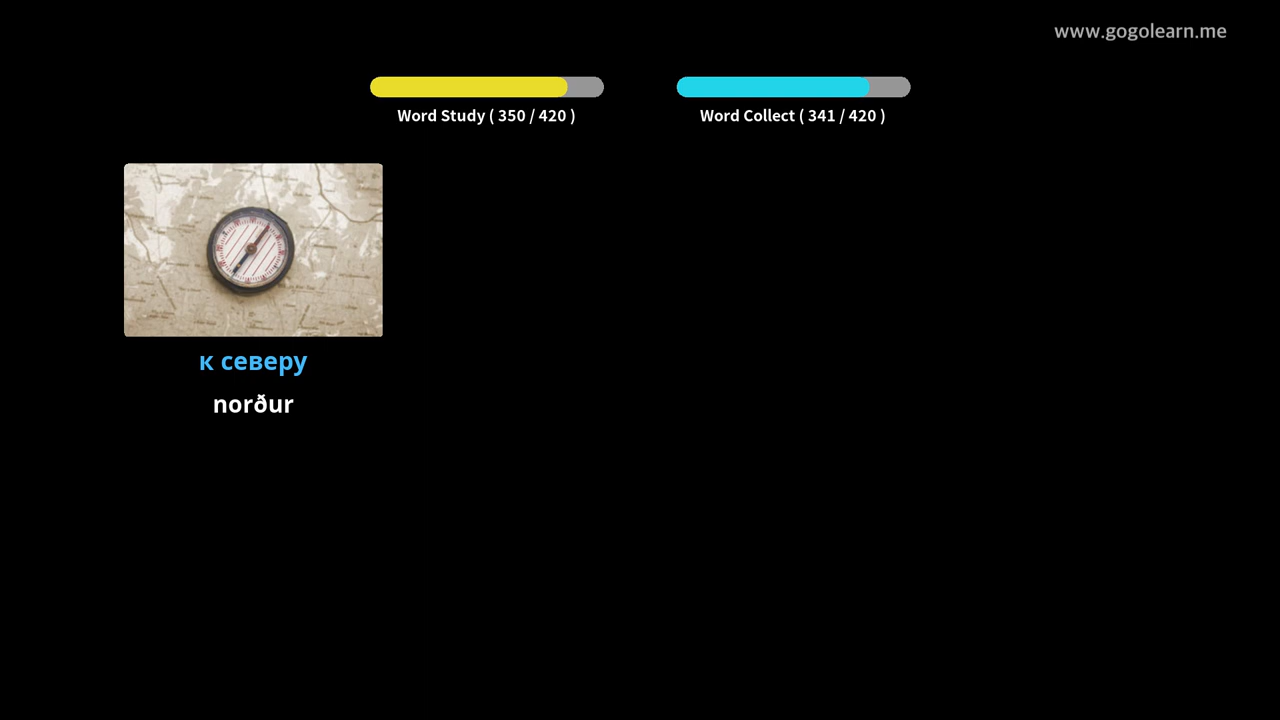 www.gogolearn.me
Word Study ( 350 / 420 )
Word Collect ( 341 / 420 )
к северу
norður